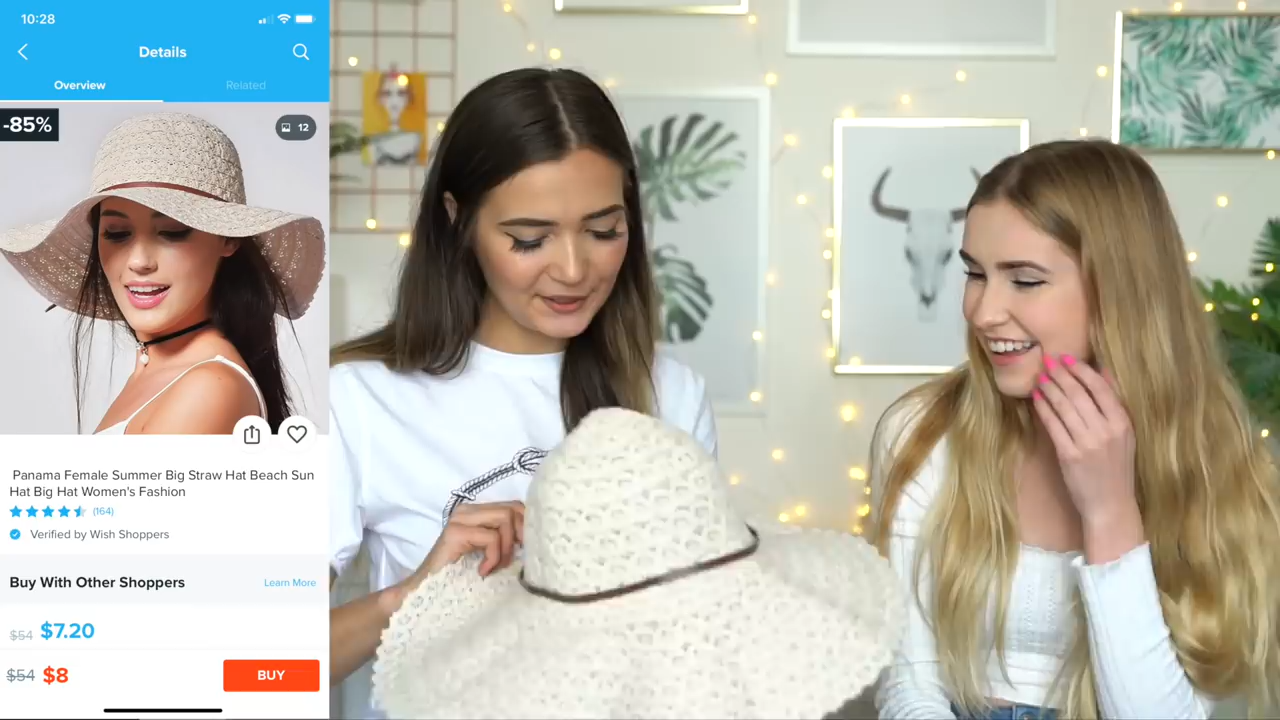 10:28
Details
Overview
Related
-85%
12
Panama Female Summer Big Straw Hat Beach Sun
Hat Big Hat Women's Fashion
(164)
Verified by Wish Shoppers
Buy With Other Shoppers
Learn More
$54 $7.20
$54 $8
BUY